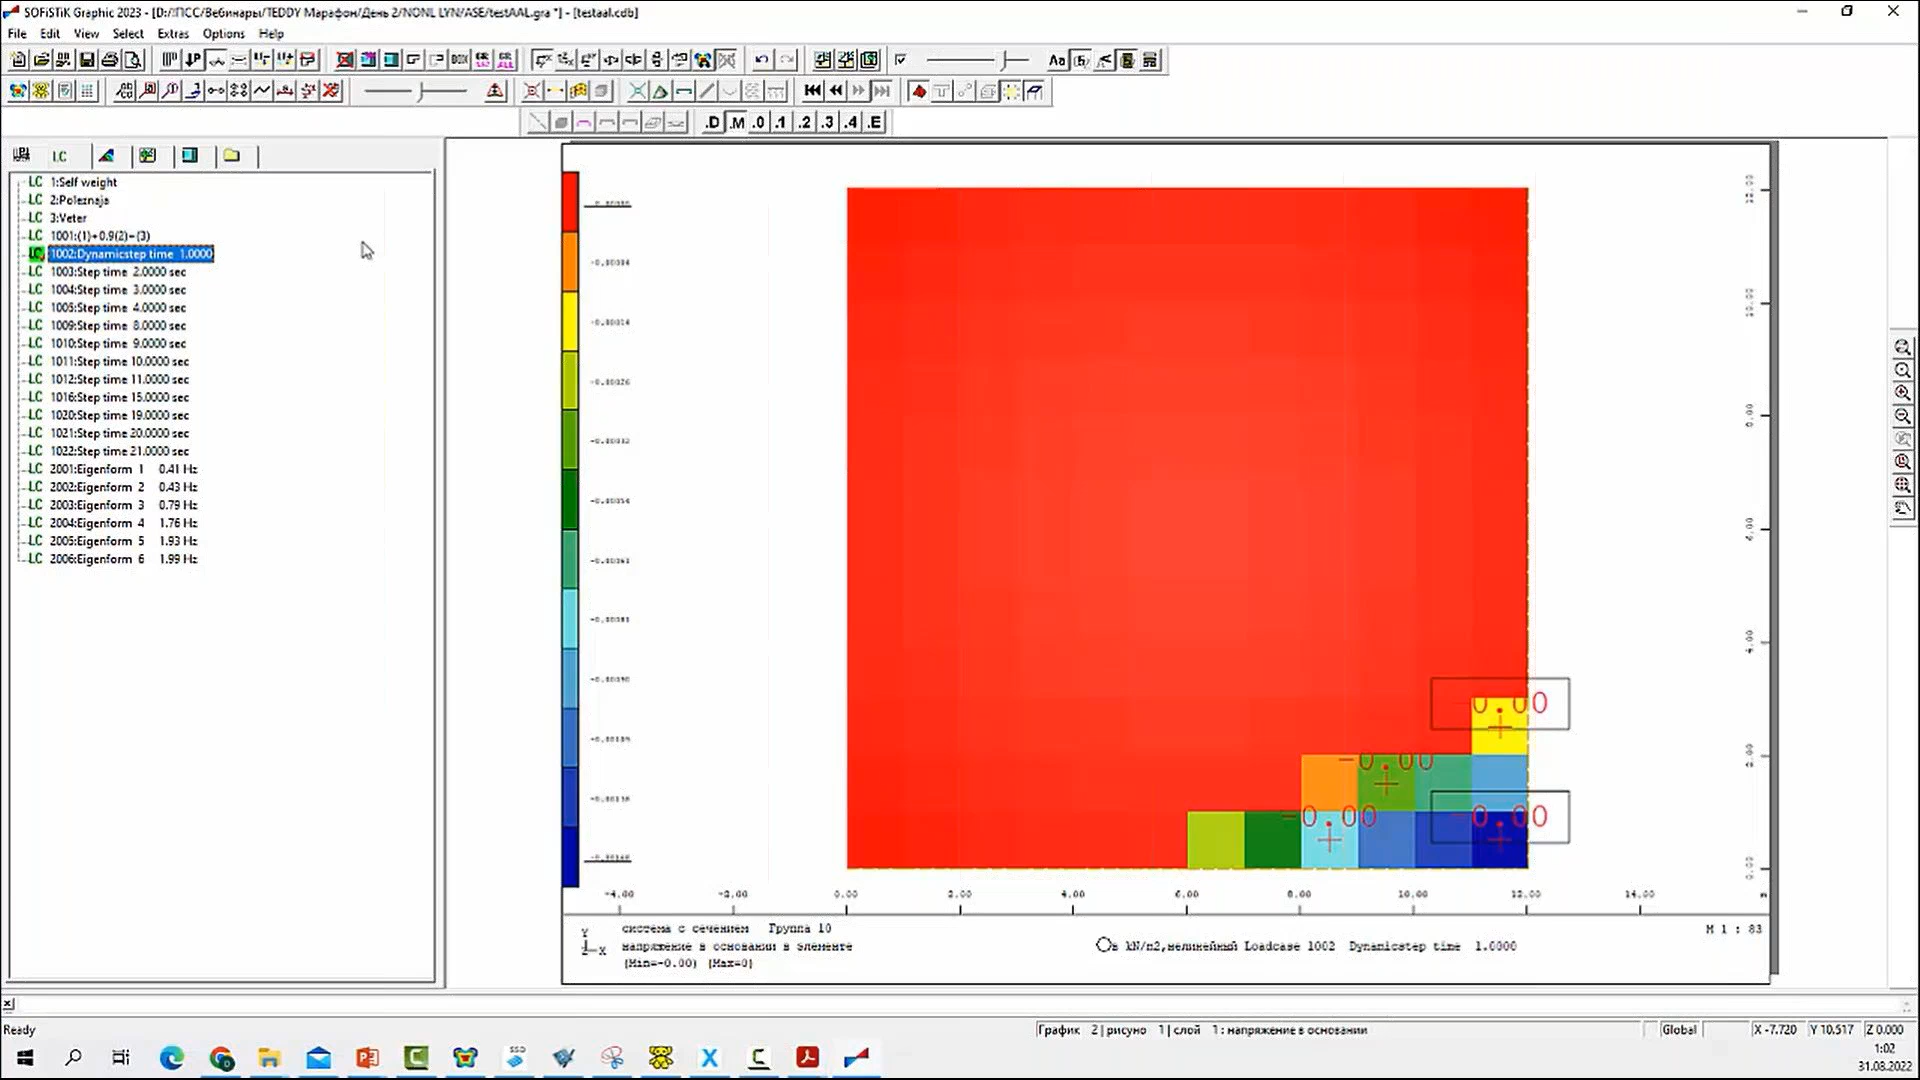 SOFiSTiK Graphic 2023 - [D:/!ПСС/Вебинары/TEDDY Марафон/День 2/NONL LYN/ASE/testAAL.gra *] - [testaal.cdb]
File Edit View Select Extras Options Help
.D .M .0 .1 .2 .3 .4 .E
LC
LC 1:Self weight
LC 2:Poleznaja
LC 3:Veter
LC 1001:(1)+0.9(2)-(3)
LC 1002:Dynamicstep time 1.0000
LC 1003:Step time 2.0000 sec
LC 1004:Step time 3.0000 sec
LC 1005:Step time 4.0000 sec
LC 1009:Step time 8.0000 sec
LC 1010:Step time 9.0000 sec
LC 1011:Step time 10.0000 sec
LC 1012:Step time 11.0000 sec
LC 1016:Step time 15.0000 sec
LC 1020:Step time 19.0000 sec
LC 1021:Step time 20.0000 sec
LC 1022:Step time 21.0000 sec
LC 2001:Eigenform 1 0.41 Hz
LC 2002:Eigenform 2 0.43 Hz
LC 2003:Eigenform 3 0.79 Hz
LC 2004:Eigenform 4 1.76 Hz
LC 2005:Eigenform 5 1.93 Hz
LC 2006:Eigenform 6 1.99 Hz
-0.00
-0.00
-0.00
-4.00 -2.00 0.00 2.00 4.00 6.00 8.00 10.00 12.00 14.00 m
система с сечением Группа 10
напряжение в основании в элементе
(Min=-0.00) (Max=0)
в kN/m2,нелинейный Loadcase 1002 Dynamicstep time 1.0000
M 1 : 83
Y
X
Ready
График 2 | рисуно 1 | слой 1 : напряжение в основании
Global
X -7.720 Y 10.517 Z 0.000
1:02
31.08.2022